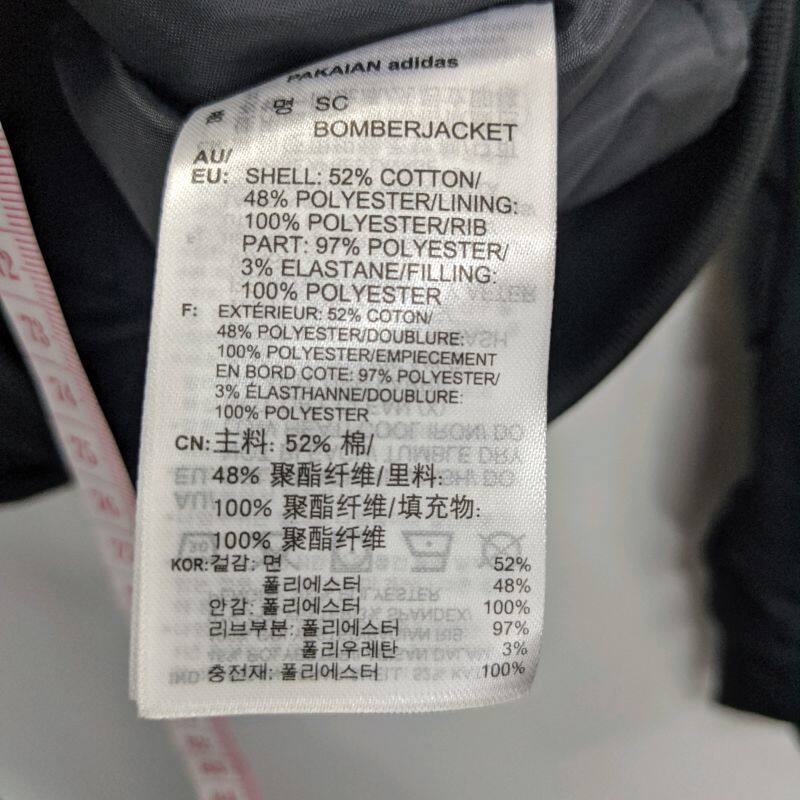 PAKAIAN adidas
품 명 SC
BOMBERJACKET
AU/
EU: SHELL: 52% COTTON/
48% POLYESTER/LINING:
100% POLYESTER/RIB
PART: 97% POLYESTER/
3% ELASTANE/FILLING:
100% POLYESTER
F: EXTÉRIEUR: 52% COTON/
48% POLYESTER/DOUBLURE:
100% POLYESTER/EMPIECEMENT
EN BORD COTE: 97% POLYESTER/
3% ÉLASTHANNE/DOUBLURE:
100% POLYESTER
CN: 主料: 52% 棉/
48% 聚酯纤维/里料:
100% 聚酯纤维/填充物:
100% 聚酯纤维
KOR: 겉감: 면 52%
폴리에스터 48%
안감: 폴리에스터 100%
리브부분: 폴리에스터 97%
폴리우레탄 3%
충전재: 폴리에스터 100%
23
24
25
26